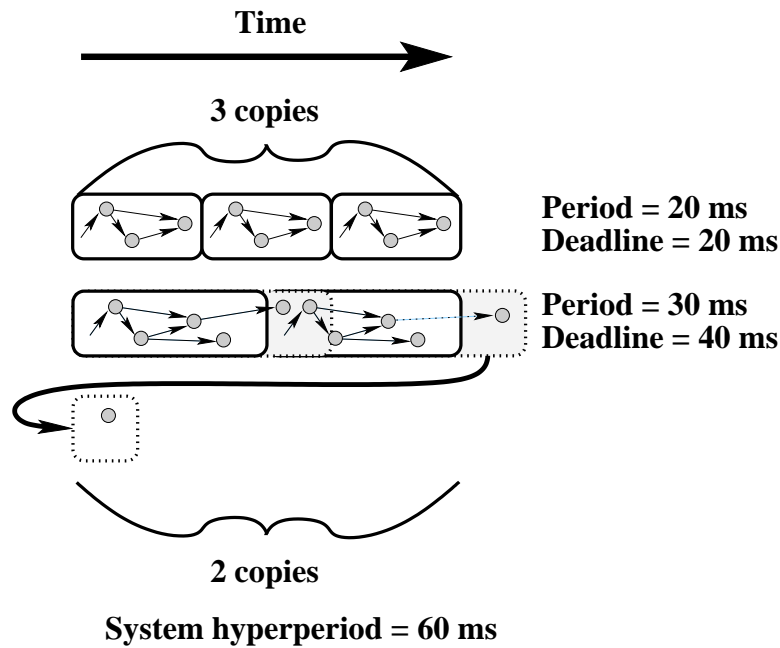 Time
3 copies
Period = 20 ms
Deadline = 20 ms
Period = 30 ms
Deadline = 40 ms
2 copies
System hyperperiod = 60 ms